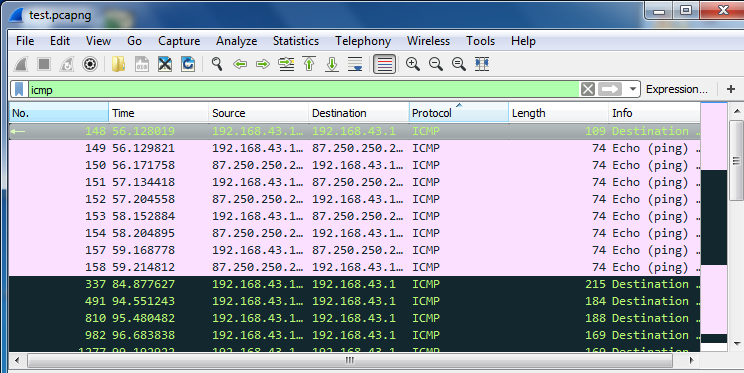 test.pcapng
File Edit View Go Capture Analyze Statistics Telephony Wireless Tools Help
icmp Expression... +
No. Time Source Destination Protocol Length Info
148 56.128019 192.168.43.1… 192.168.43.1 ICMP 109 Destination …
149 56.129821 192.168.43.1… 87.250.250.2… ICMP 74 Echo (ping) …
150 56.171758 87.250.250.2… 192.168.43.1… ICMP 74 Echo (ping) …
151 57.134418 192.168.43.1… 87.250.250.2… ICMP 74 Echo (ping) …
152 57.204558 87.250.250.2… 192.168.43.1… ICMP 74 Echo (ping) …
153 58.152884 192.168.43.1… 87.250.250.2… ICMP 74 Echo (ping) …
154 58.204895 87.250.250.2… 192.168.43.1… ICMP 74 Echo (ping) …
157 59.168778 192.168.43.1… 87.250.250.2… ICMP 74 Echo (ping) …
158 59.214812 87.250.250.2… 192.168.43.1… ICMP 74 Echo (ping) …
337 84.877627 192.168.43.1… 192.168.43.1 ICMP 215 Destination …
491 94.551243 192.168.43.1… 192.168.43.1 ICMP 184 Destination …
810 95.480482 192.168.43.1… 192.168.43.1 ICMP 188 Destination …
982 96.683838 192.168.43.1… 192.168.43.1 ICMP 169 Destination …
1277 99.192922 192.168.43.1… 192.168.43.1 ICMP 169 Destination …